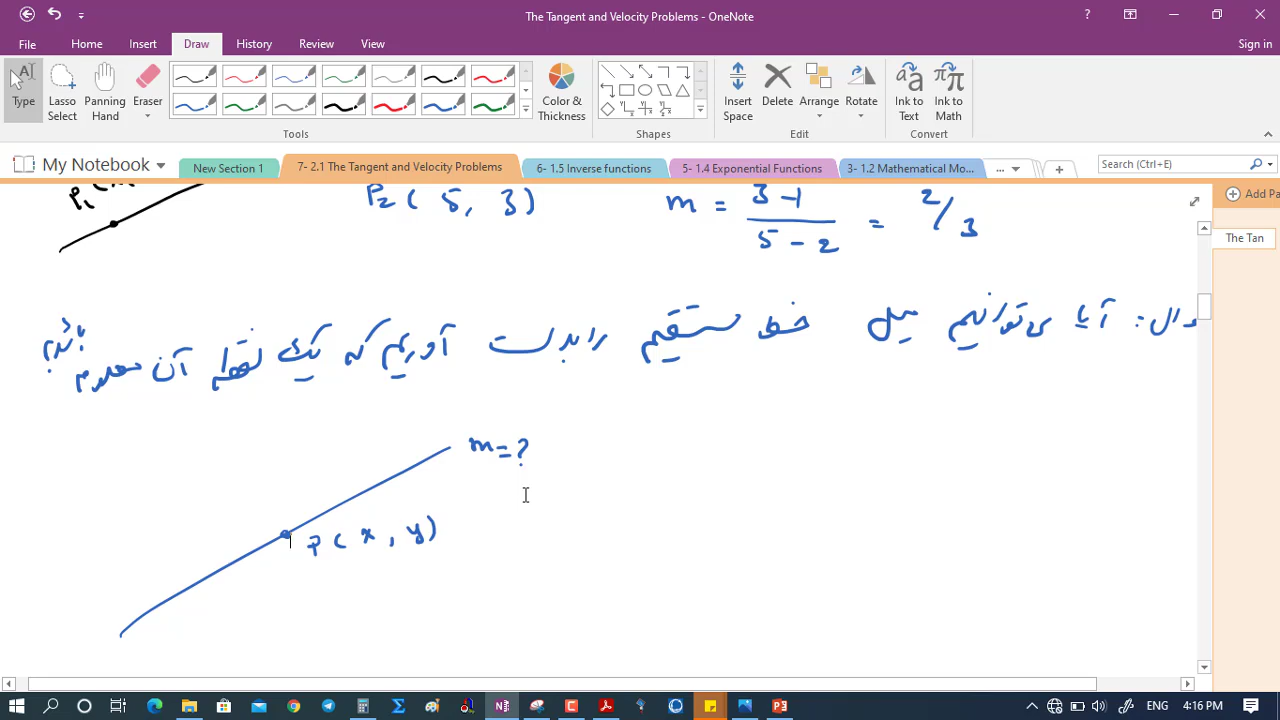 The Tangent and Velocity Problems - OneNote
File Home Insert Draw History Review View
Sign in
Type
Lasso Select
Panning Hand
Eraser
Color & Thickness
Insert Space
Delete
Arrange
Rotate
Ink to Text
Ink to Math
Tools
Shapes
Edit
Convert
My Notebook
New Section 1
7- 2.1 The Tangent and Velocity Problems
6- 1.5 Inverse functions
5- 1.4 Exponential Functions
3- 1.2 Mathematical Mo...
Search (Ctrl+E)
Add Pa
The Tan
P₁
P₂ ( 5, 3 )
m = 3-1 / 5-2 = 2/3
ـوال: آیا می توانیم میل خط مستقیم را بدست آوریم که یک نقطه آن معلوم باشد
m = ?
P ( x , y )
ENG 4:16 PM